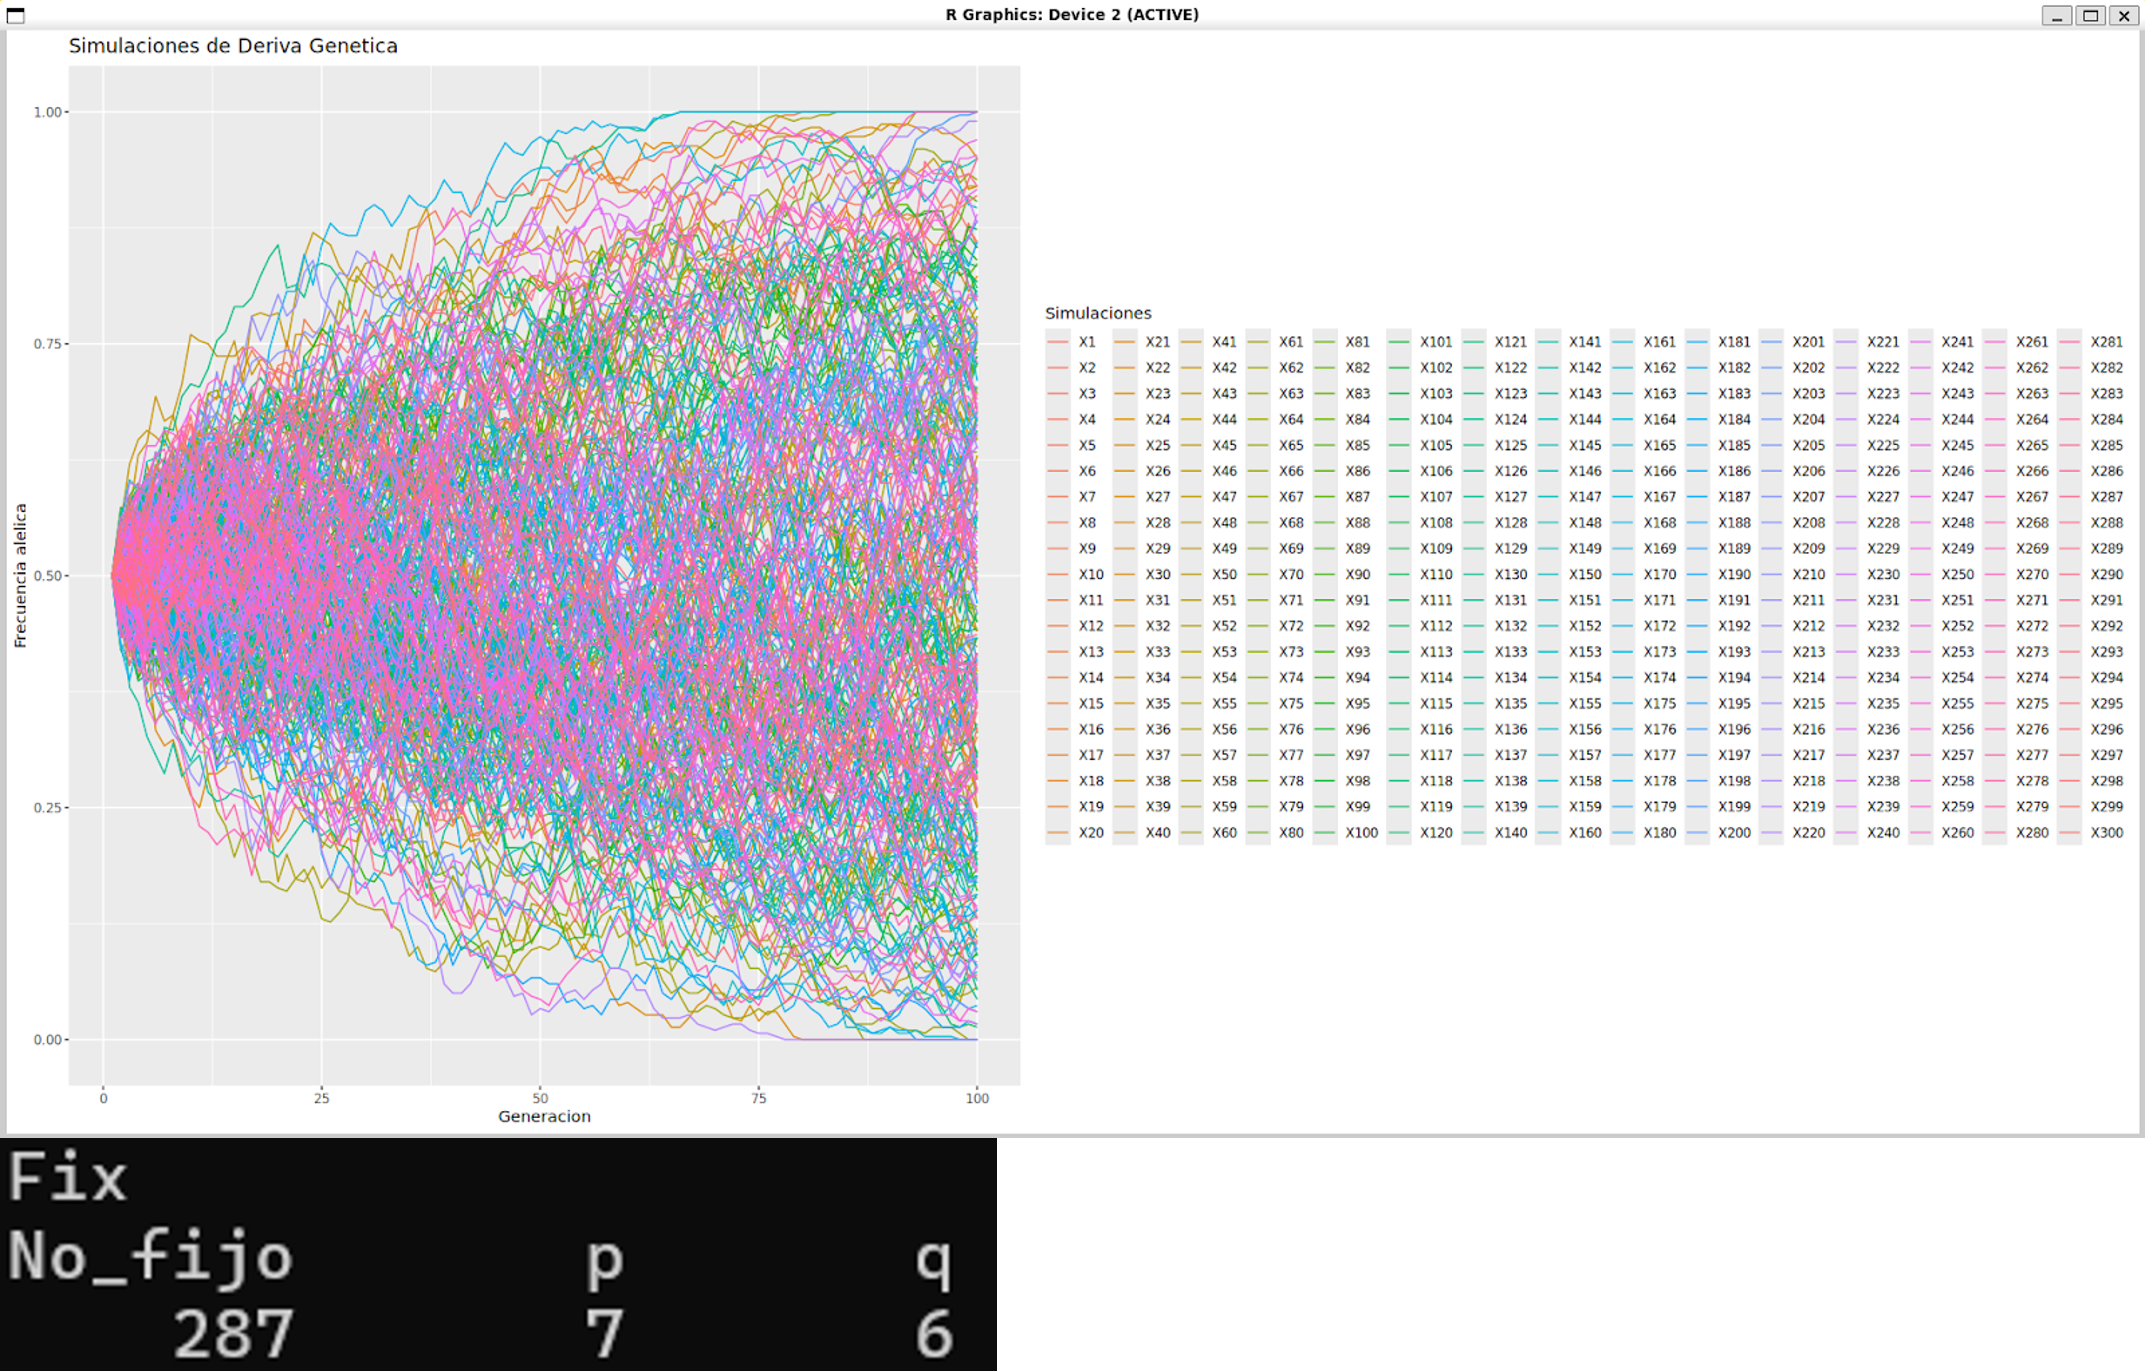 R Graphics: Device 2 (ACTIVE)
Simulaciones de Deriva Genetica
1.00
0.75
0.50
0.25
0.00
Frecuencia alelica
0 25 50 75 100
Generacion
Simulaciones
X1 X21 X41 X61 X81 X101 X121 X141 X161 X181 X201 X221 X241 X261 X281
X2 X22 X42 X62 X82 X102 X122 X142 X162 X182 X202 X222 X242 X262 X282
X3 X23 X43 X63 X83 X103 X123 X143 X163 X183 X203 X223 X243 X263 X283
X4 X24 X44 X64 X84 X104 X124 X144 X164 X184 X204 X224 X244 X264 X284
X5 X25 X45 X65 X85 X105 X125 X145 X165 X185 X205 X225 X245 X265 X285
X6 X26 X46 X66 X86 X106 X126 X146 X166 X186 X206 X226 X246 X266 X286
X7 X27 X47 X67 X87 X107 X127 X147 X167 X187 X207 X227 X247 X267 X287
X8 X28 X48 X68 X88 X108 X128 X148 X168 X188 X208 X228 X248 X268 X288
X9 X29 X49 X69 X89 X109 X129 X149 X169 X189 X209 X229 X249 X269 X289
X10 X30 X50 X70 X90 X110 X130 X150 X170 X190 X210 X230 X250 X270 X290
X11 X31 X51 X71 X91 X111 X131 X151 X171 X191 X211 X231 X251 X271 X291
X12 X32 X52 X72 X92 X112 X132 X152 X172 X192 X212 X232 X252 X272 X292
X13 X33 X53 X73 X93 X113 X133 X153 X173 X193 X213 X233 X253 X273 X293
X14 X34 X54 X74 X94 X114 X134 X154 X174 X194 X214 X234 X254 X274 X294
X15 X35 X55 X75 X95 X115 X135 X155 X175 X195 X215 X235 X255 X275 X295
X16 X36 X56 X76 X96 X116 X136 X156 X176 X196 X216 X236 X256 X276 X296
X17 X37 X57 X77 X97 X117 X137 X157 X177 X197 X217 X237 X257 X277 X297
X18 X38 X58 X78 X98 X118 X138 X158 X178 X198 X218 X238 X258 X278 X298
X19 X39 X59 X79 X99 X119 X139 X159 X179 X199 X219 X239 X259 X279 X299
X20 X40 X60 X80 X100 X120 X140 X160 X180 X200 X220 X240 X260 X280 X300
Fix
No_fijo p q
287 7 6